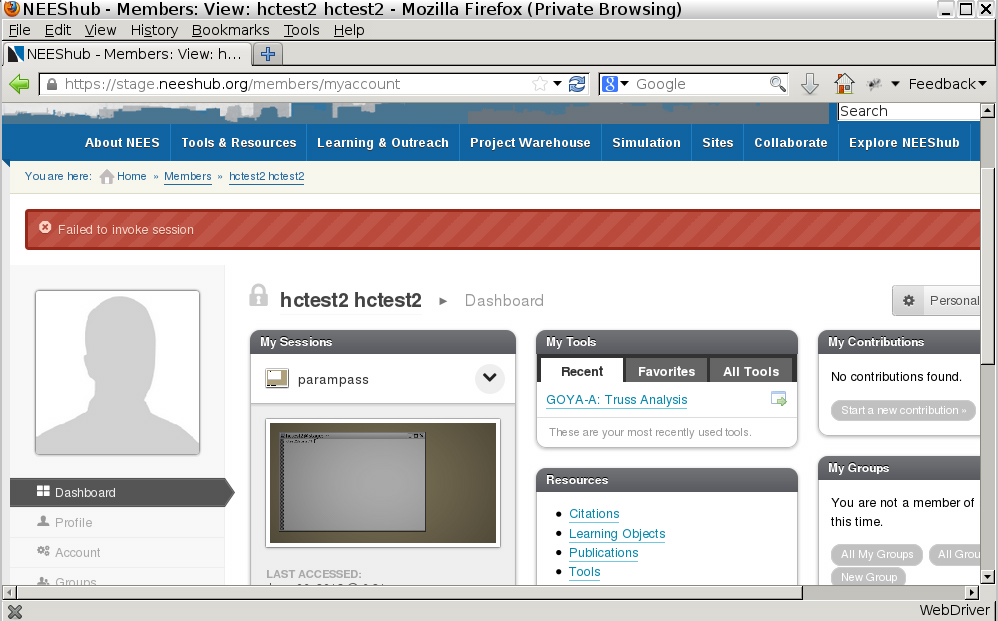 NEEShub - Members: View: hctest2 hctest2 - Mozilla Firefox (Private Browsing)
File Edit View History Bookmarks Tools Help
NEEShub - Members: View: h...
https://stage.neeshub.org/members/myaccount
Google
Feedback
Search
About NEES Tools & Resources Learning & Outreach Project Warehouse Simulation Sites Collaborate Explore NEEShub
You are here: Home » Members » hctest2 hctest2
Failed to invoke session
hctest2 hctest2 ▸ Dashboard
Personal
My Sessions
parampass
LAST ACCESSED:
My Tools
Recent Favorites All Tools
GOYA-A: Truss Analysis
These are your most recently used tools.
Resources
• Citations
• Learning Objects
• Publications
• Tools
My Contributions
No contributions found.
Start a new contribution »
My Groups
You are not a member of
this time.
All My Groups All Grou
New Group
Dashboard
Profile
Account
Groups
WebDriver